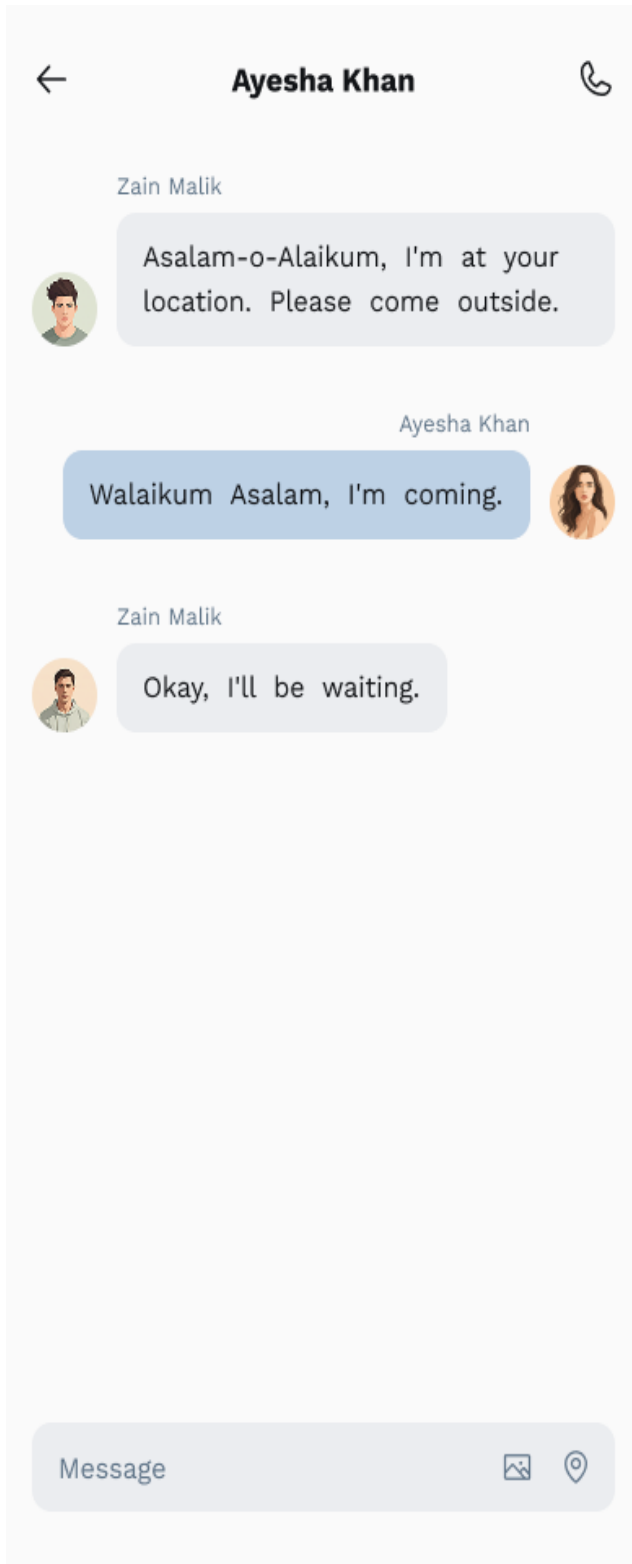 Ayesha Khan
Zain Malik
Asalam-o-Alaikum, I'm at your
location. Please come outside.
Ayesha Khan
Walaikum Asalam, I'm coming.
Zain Malik
Okay, I'll be waiting.
Message